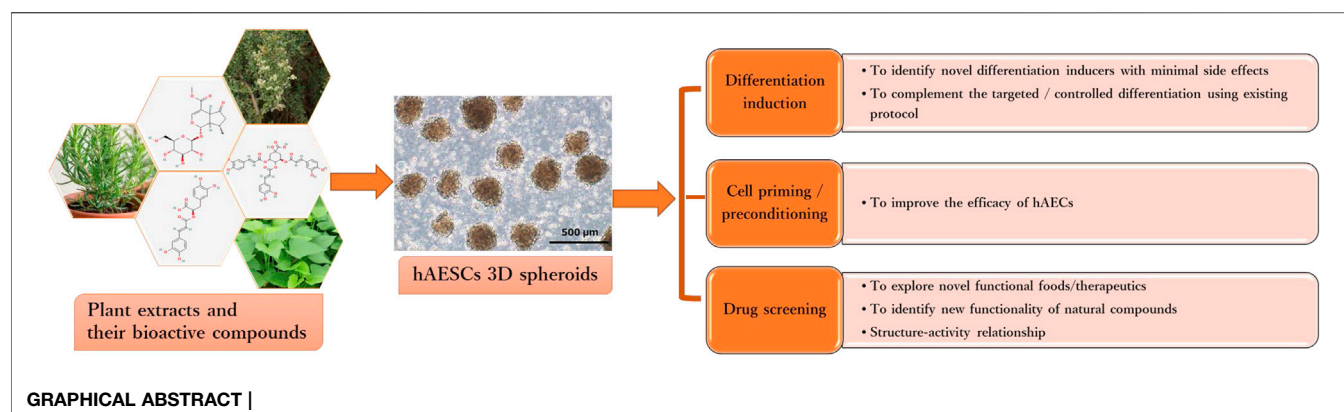 Plant extracts and
their bioactive compounds
500 µm
hAESCs 3D spheroids
Differentiation
induction
• To identify novel differentiation inducers with minimal side effects
• To complement the targeted / controlled differentiation using existing
protocol
Cell priming /
preconditioning
• To improve the efficacy of hAECs
Drug screening
• To explore novel functional foods/therapeutics
• To identify new functionality of natural compounds
• Structure-activity relationship
GRAPHICAL ABSTRACT |